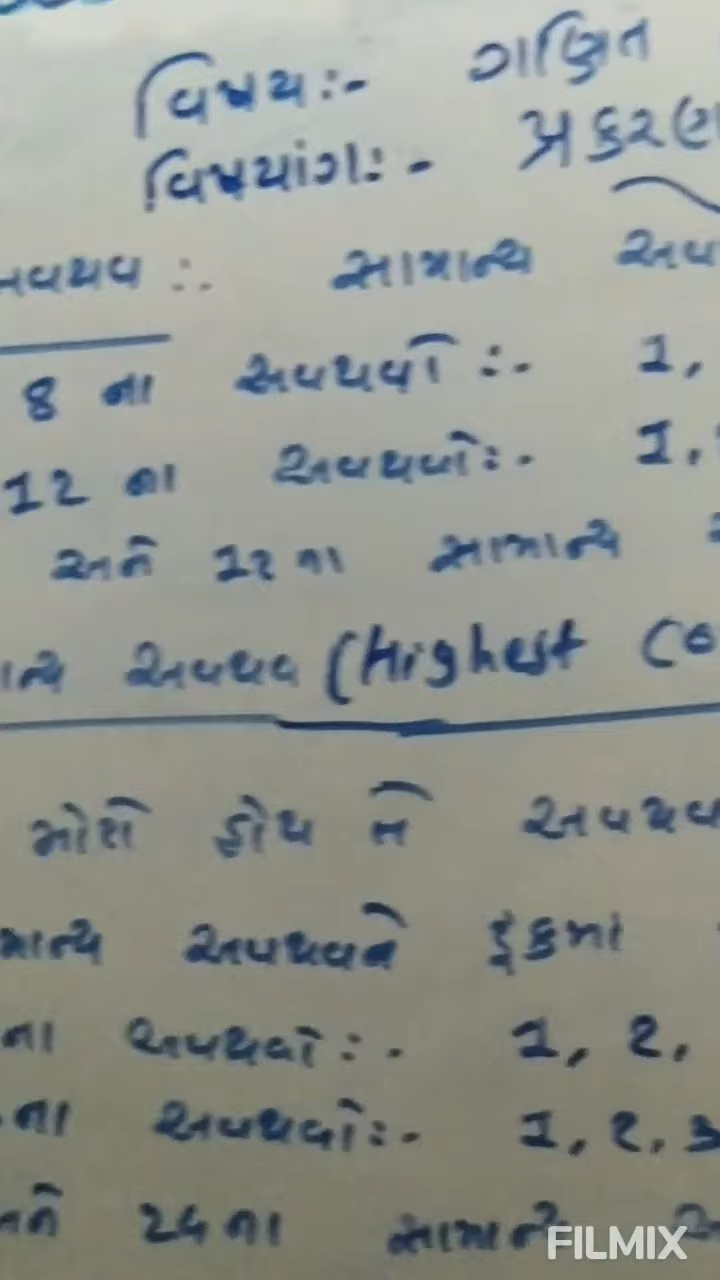 વિષય:- ગણિત
વિષયાંગ:- પ્રકરણ
અવયવ :. સામાન્ય અવ
8 ના અવયવો :- 1,
12 ના અવયવો:- 1,
અને 12 ના સામાન્ય
ાન્ય અવયવ (Highest Co
મોટો હોય તે અવયવ
માન્ય અવયવને ટૂંકમાં
ના અવયવો:- 1, 2,
ના અવયવો:- 1, 2, 3
અને 24 ના સામાન્ય અ
FILMIX